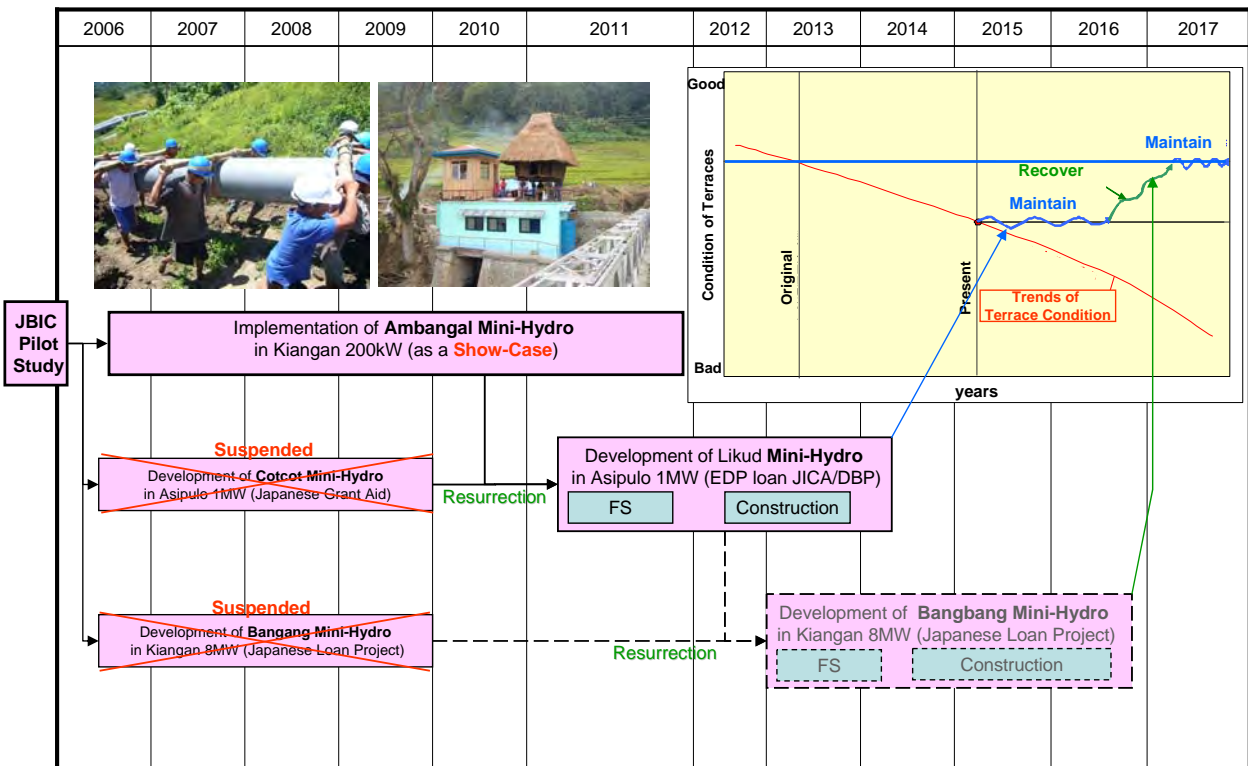 2006 2007 2008 2009 2010 2011 2012 2013 2014 2015 2016 2017
Good
Condition of Terraces
Bad
Original
Present
years
Maintain
Recover
Maintain
Trends of
Terrace Condition
JBIC
Pilot
Study
Implementation of Ambangal Mini-Hydro
in Kiangan 200kW (as a Show-Case)
Suspended
Development of Cotcot Mini-Hydro
in Asipulo 1MW (Japanese Grant Aid)
Resurrection
Development of Likud Mini-Hydro
in Asipulo 1MW (EDP loan JICA/DBP)
FS
Construction
Suspended
Development of Bangang Mini-Hydro
in Kiangan 8MW (Japanese Loan Project)
Resurrection
Development of Bangbang Mini-Hydro
in Kiangan 8MW (Japanese Loan Project)
FS
Construction